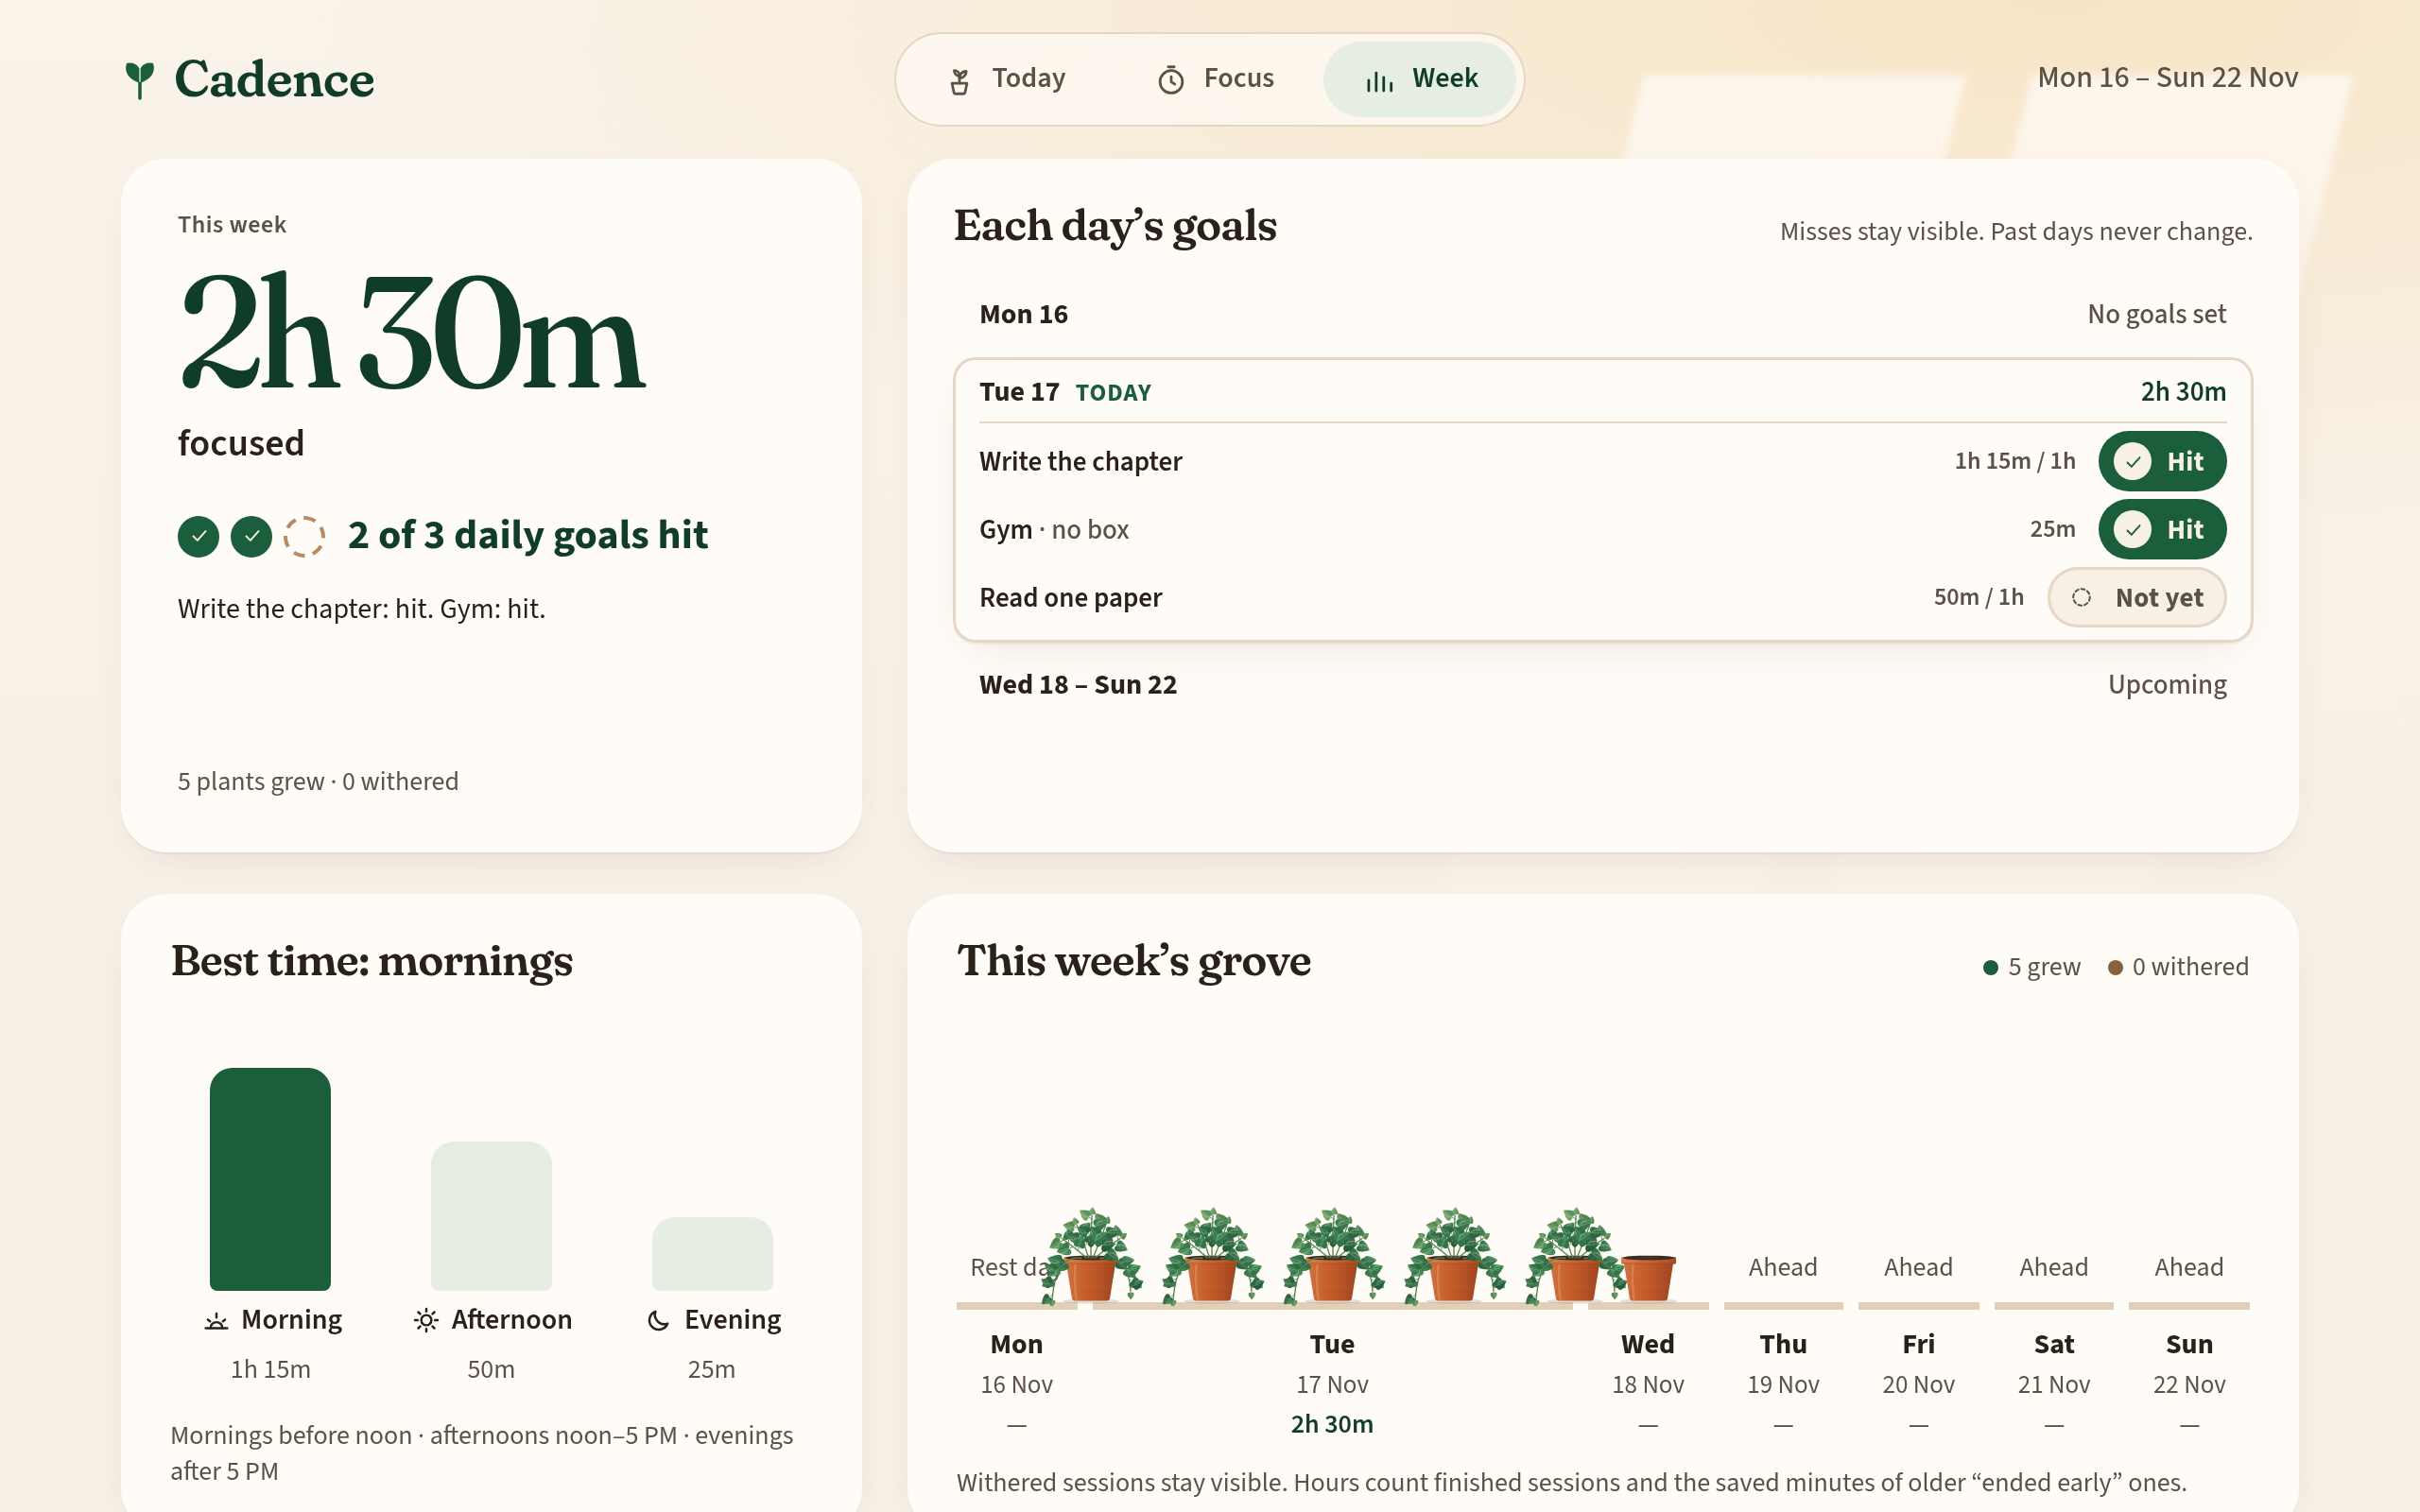 Cadence
Today
Focus
Week
Mon 16 – Sun 22 Nov
This week
2h 30m
focused
2 of 3 daily goals hit
Write the chapter: hit. Gym: hit.
5 plants grew · 0 withered
Each day’s goals
Misses stay visible. Past days never change.
Mon 16
No goals set
Tue 17 TODAY
2h 30m
Write the chapter
1h 15m / 1h
Hit
Gym · no box
25m
Hit
Read one paper
50m / 1h
Not yet
Wed 18 – Sun 22
Upcoming
Best time: mornings
Morning
Afternoon
Evening
1h 15m
50m
25m
Mornings before noon · afternoons noon–5 PM · evenings
after 5 PM
This week’s grove
5 grew
0 withered
Rest
Ahead
Ahead
Ahead
Ahead
Mon
Tue
Wed
Thu
Fri
Sat
Sun
16 Nov
17 Nov
18 Nov
19 Nov
20 Nov
21 Nov
22 Nov
—
2h 30m
—
—
—
—
—
Withered sessions stay visible. Hours count finished sessions and the saved minutes of older “ended early” ones.